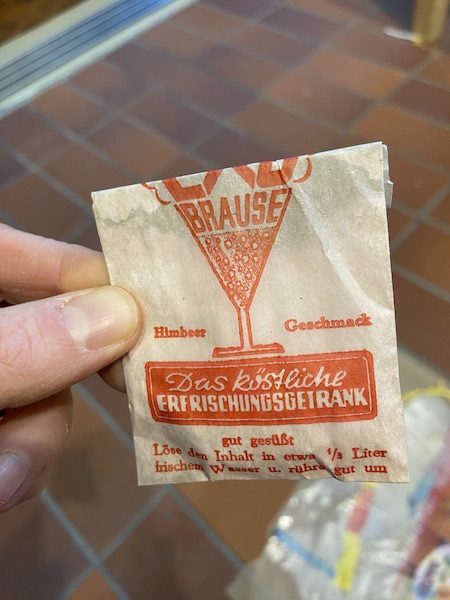 BRAUSE
Himbeer Geschmack
Das köstliche
ERFRISCHUNGSGETRÄNK
gut gesüßt
Löse den Inhalt in etwa ⅛ Liter
frischem Wasser u. rühre gut um